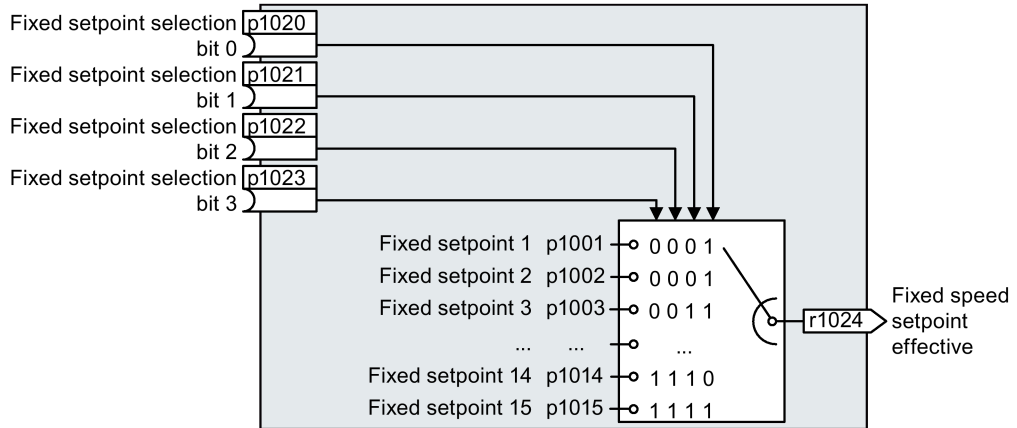 Fixed setpoint selection p1020
bit 0
Fixed setpoint selection p1021
bit 1
Fixed setpoint selection p1022
bit 2
Fixed setpoint selection p1023
bit 3
Fixed setpoint 1 p1001 0 0 0 1
Fixed setpoint 2 p1002 0 0 0 1
Fixed setpoint 3 p1003 0 0 1 1
... ... ...
Fixed setpoint 14 p1014 1 1 1 0
Fixed setpoint 15 p1015 1 1 1 1
r1024
Fixed speed
setpoint
effective